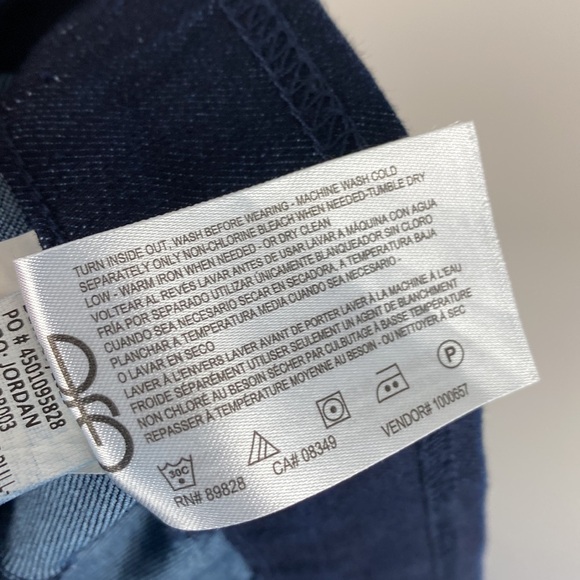 TURN INSIDE OUT, WASH BEFORE WEARING - MACHINE WASH COLD
SEPARATELY ONLY NON-CHLORINE BLEACH WHEN NEEDED-TUMBLE DRY
LOW - WARM IRON WHEN NEEDED - OR DRY CLEAN
VOLTEAR AL REVÉS LAVAR ANTES DE USAR LAVAR A MÁQUINA CON AGUA
FRÍA POR SEPARADO UTILIZAR ÚNICAMENTE BLANQUEADOR SIN CLORO
CUANDO SEA NECESARIO SECAR EN SECADORA, A TEMPERATURA BAJA
PLANCHAR A TEMPERATURA MEDIA CUANDO SEA NECESARIO -
O LAVAR EN SECO
LAVER À L'ENVERS LAVER AVANT DE PORTER LAVER À LA MACHINE À L'EAU
FROIDE SÉPARÉMENT UTILISER SEULEMENT UN AGENT DE BLANCHIMENT
NON CHLORÉ AU BESOIN SÉCHER PAR CULBUTAGE À BASSE TEMPÉRATURE
REPASSER À TEMPÉRATURE MOYENNE AU BESOIN - OU NETTOYER À SEC
30C
P
RN# 89828
CA# 08349
VENDOR# 1000657
PO # 4501095828
JORDAN